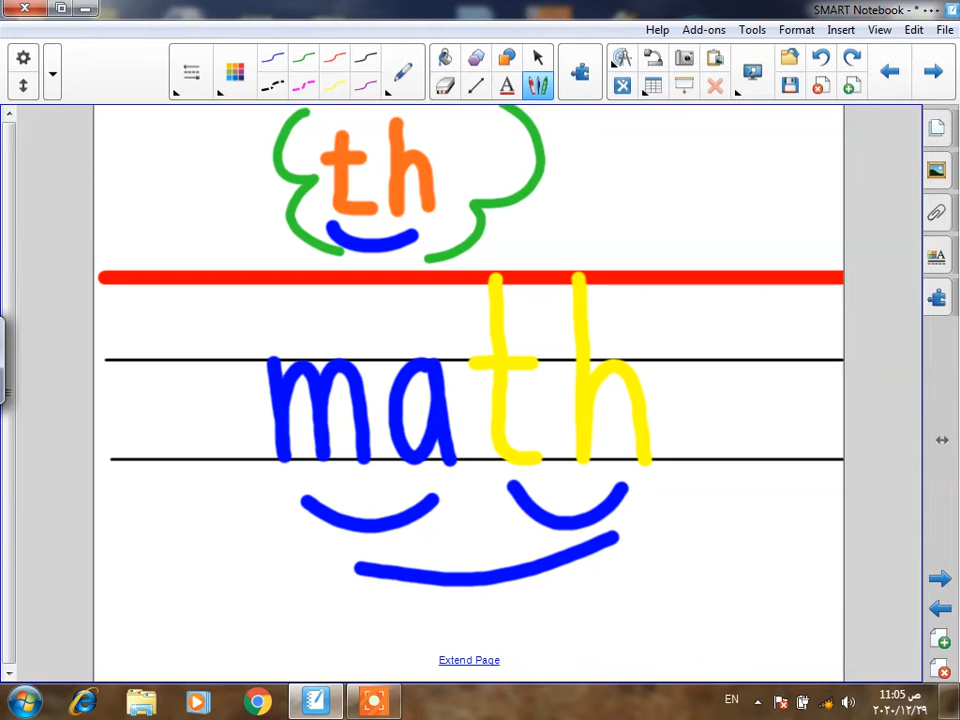 SMART Notebook - *
Help Add-ons Tools Format Insert View Edit File
th
math
Extend Page
EN
11:05 ص
٢٠٢٠/١٢/٢٩